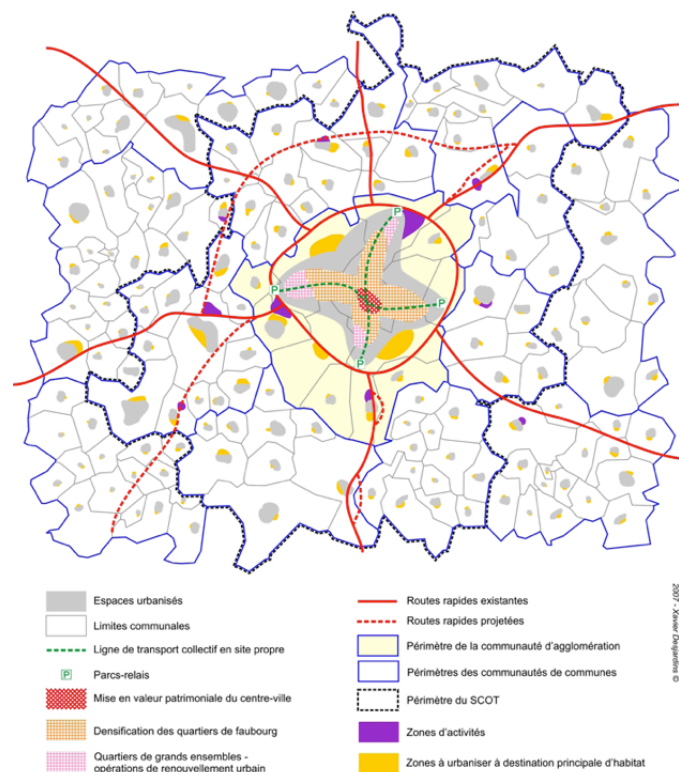 P
P
P
P
Espaces urbanisés
Limites communales
Ligne de transport collectif en site propre
P
Parcs-relais
Mise en valeur patrimoniale du centre-ville
Densification des quartiers de faubourg
Quartiers de grands ensembles -
opérations de renouvellement urbain
Routes rapides existantes
Routes rapides projetées
Périmètre de la communauté d'agglomération
Périmètres des communautés de communes
Périmètre du SCOT
Zones d'activités
Zones à urbaniser à destination principale d'habitat
2007 - Xavier Desjardins ©